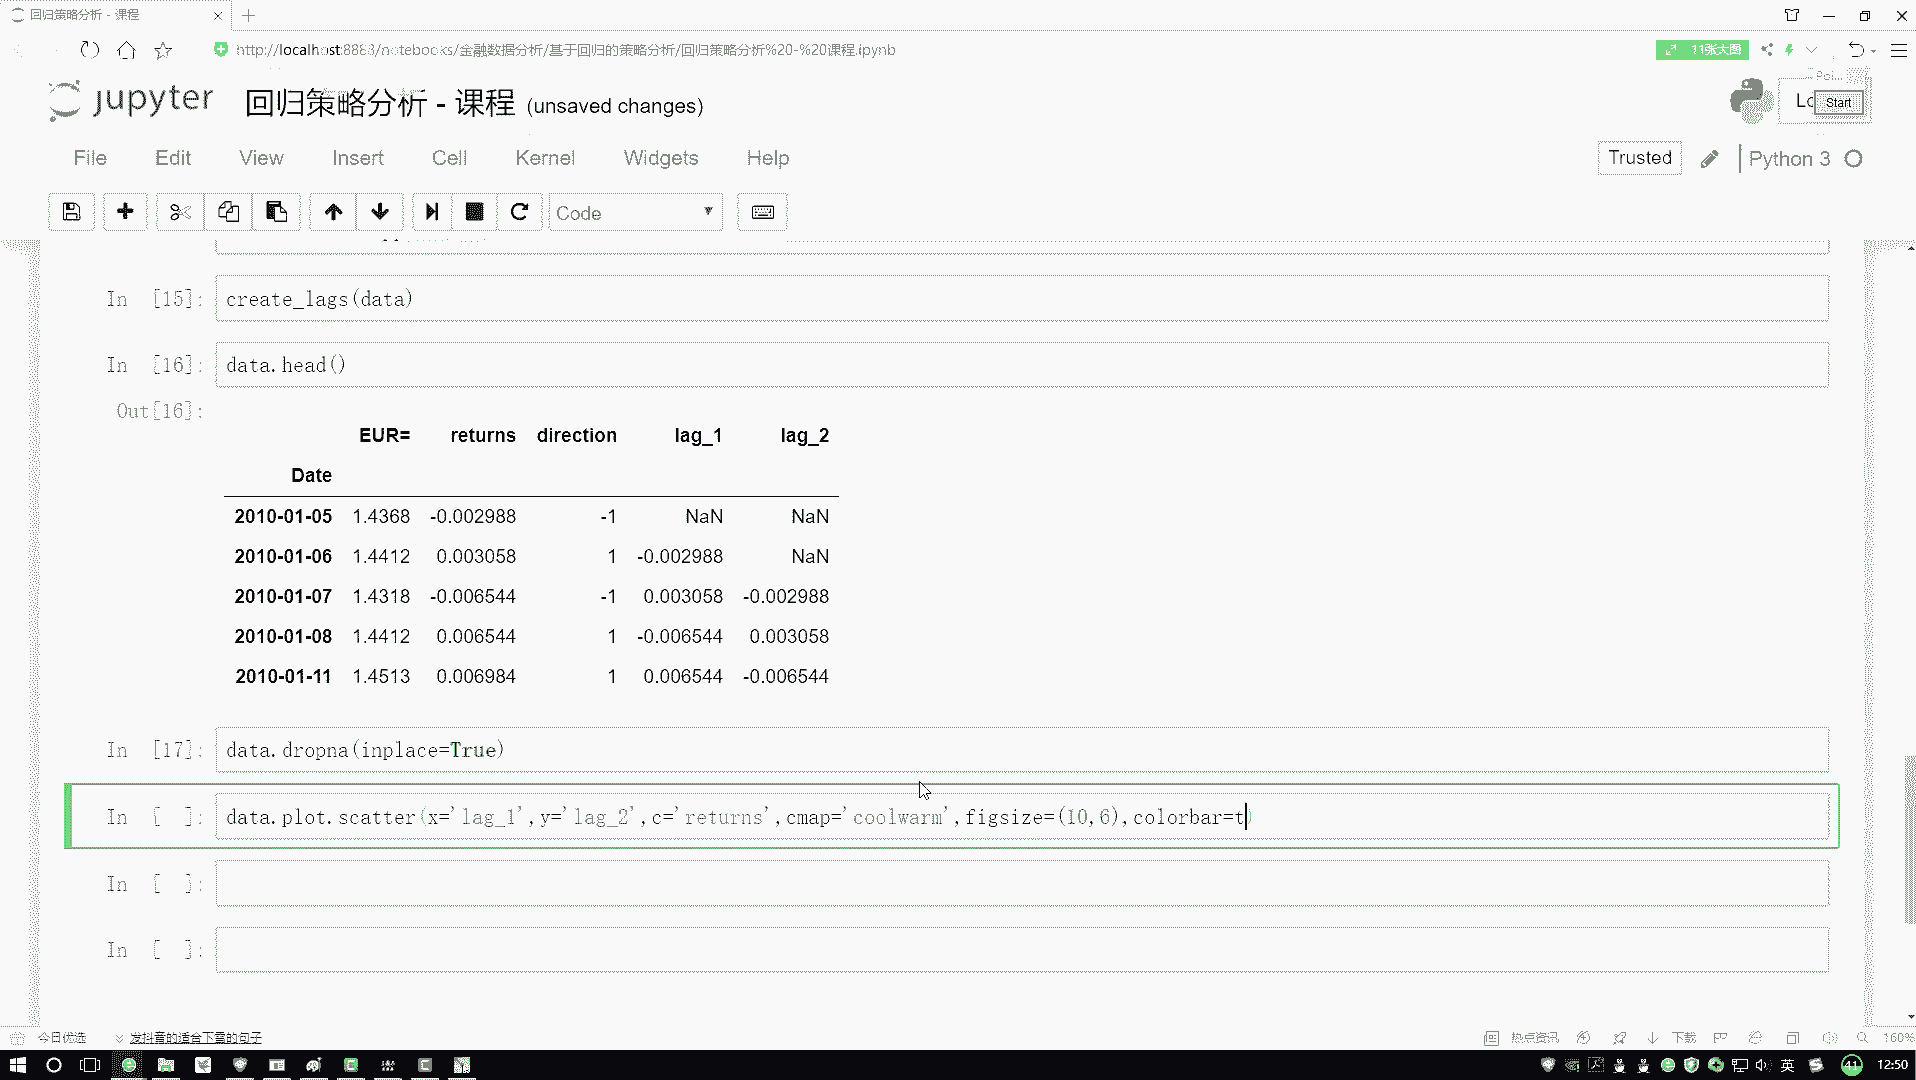 回归策略分析 - 课程
http://localhost:8888/notebooks/金融数据分析/基于回归的策略分析/回归策略分析%20-%20课程.ipynb
11张大图
jupyter 回归策略分析 - 课程 (unsaved changes)
Start
File Edit View Insert Cell Kernel Widgets Help
Trusted Python 3
Code
In [15]: create_lags(data)
In [16]: data.head()
Out[16]:
EUR= returns direction lag_1 lag_2
Date
2010-01-05 1.4368 -0.002988 -1 NaN NaN
2010-01-06 1.4412 0.003058 1 -0.002988 NaN
2010-01-07 1.4318 -0.006544 -1 0.003058 -0.002988
2010-01-08 1.4412 0.006544 1 -0.006544 0.003058
2010-01-11 1.4513 0.006984 1 0.006544 -0.006544
In [17]: data.dropna(inplace=True)
In [ ]: data.plot.scatter(x='lag_1',y='lag_2',c='returns',cmap='coolwarm',figsize=(10,6),colorbar=t)
In [ ]:
In [ ]:
今日优选 发抖音的适合下雪的句子 热点资讯 下载 160%
英 41 12:50